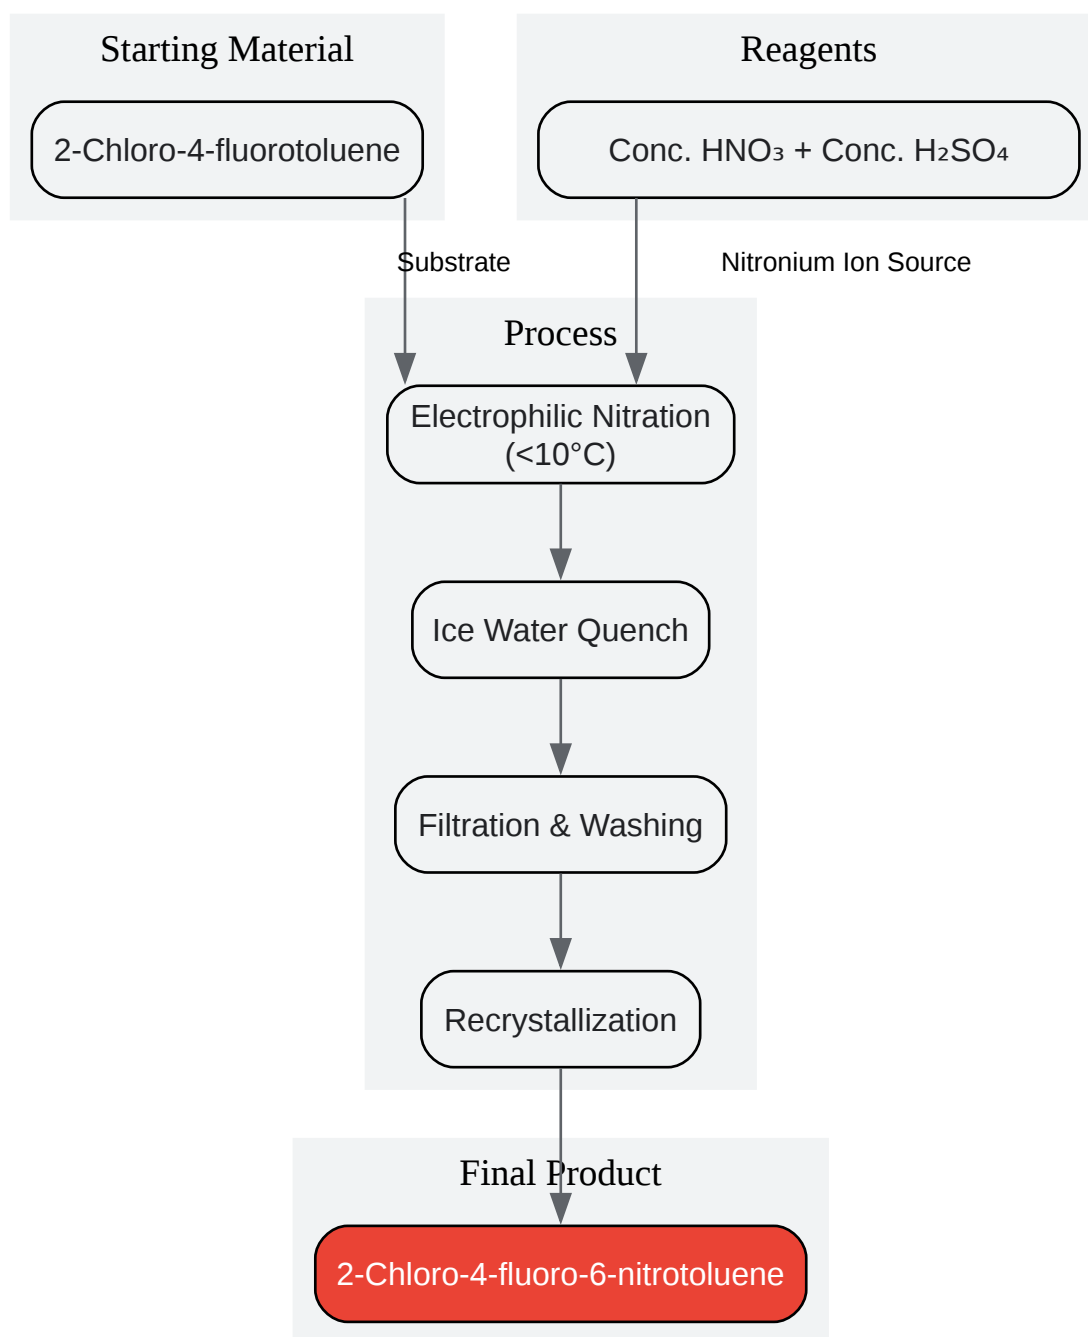 Starting Material
Reagents
2-Chloro-4-fluorotoluene
Conc. HNO₃ + Conc. H₂SO₄
Substrate
Nitronium Ion Source
Process
Electrophilic Nitration
(<10°C)
Ice Water Quench
Filtration & Washing
Recrystallization
Final Product
2-Chloro-4-fluoro-6-nitrotoluene